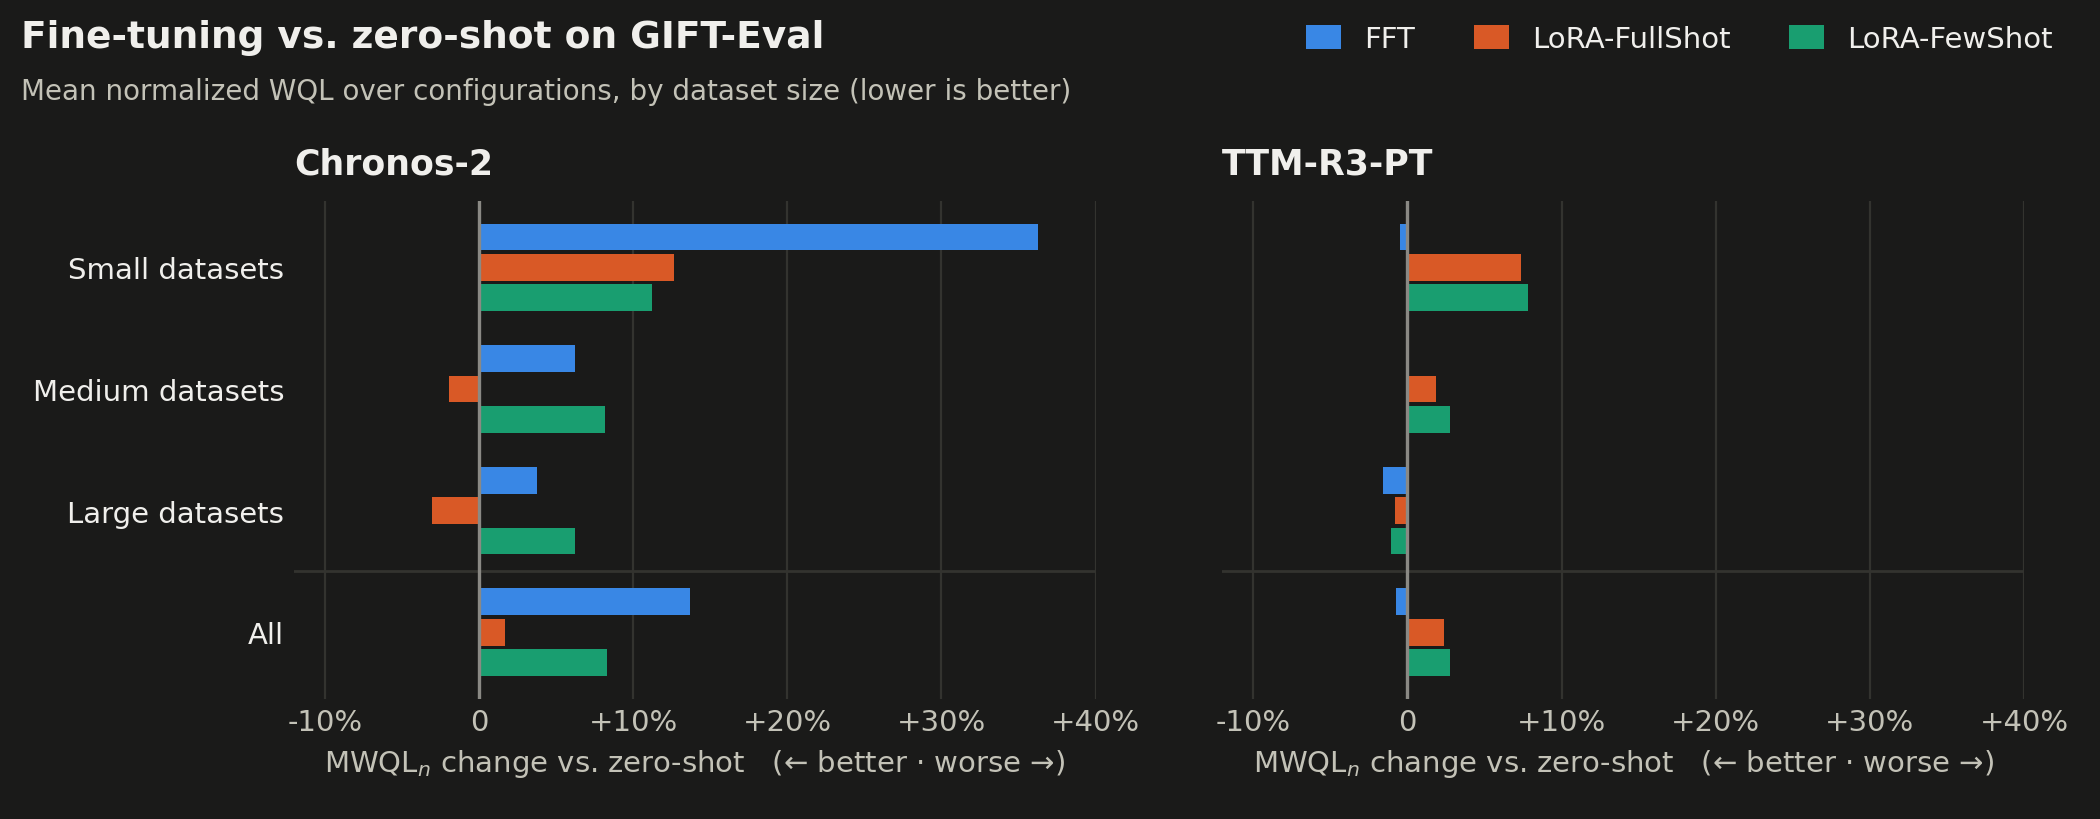 Fine-tuning vs. zero-shot on GIFT-Eval
FFT LoRA-FullShot LoRA-FewShot
Mean normalized WQL over configurations, by dataset size (lower is better)
Chronos-2
TTM-R3-PT
Small datasets
Medium datasets
Large datasets
All
-10% 0 +10% +20% +30% +40%
-10% 0 +10% +20% +30% +40%
MWQLn change vs. zero-shot (← better · worse →)
MWQLn change vs. zero-shot (← better · worse →)